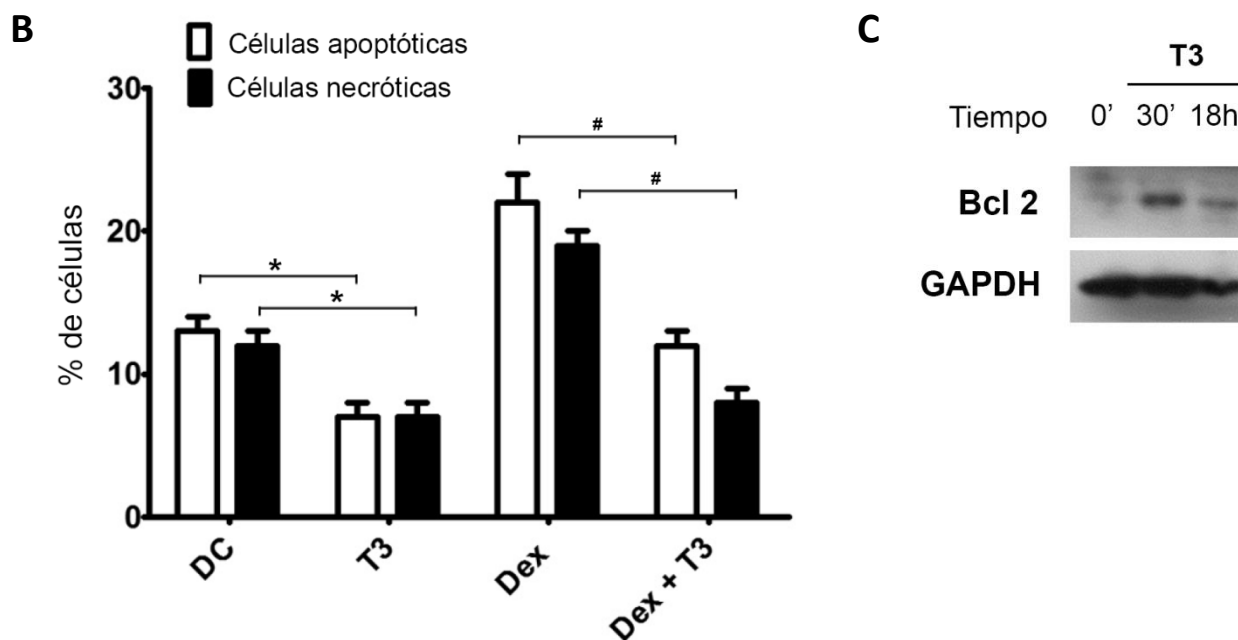 B
Células apoptóticas
Células necróticas
% de células
30
20
10
0
*
*
#
#
DC
T3
Dex
Dex + T3
C
T3
Tiempo 0' 30' 18h
Bcl 2
GAPDH